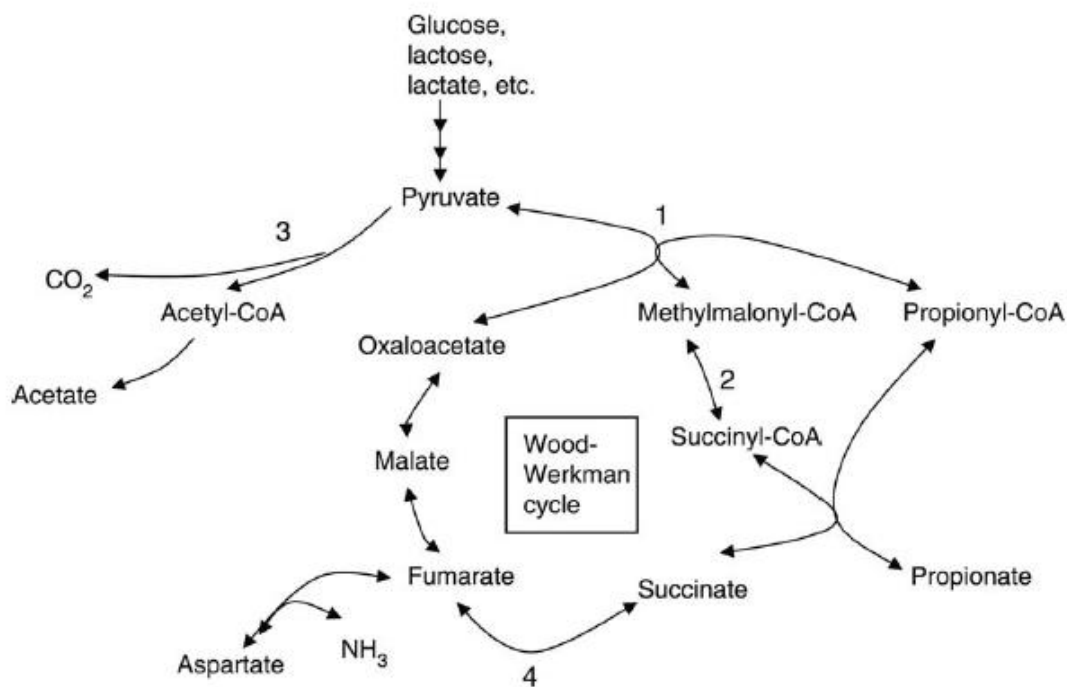 Glucose,
lactose,
lactate, etc.
Pyruvate
1
3
CO₂
Acetyl-CoA
Methylmalonyl-CoA
Propionyl-CoA
Oxaloacetate
Acetate
2
Succinyl-CoA
Wood-
Werkman
cycle
Malate
Fumarate
Succinate
Propionate
NH₃
Aspartate
4